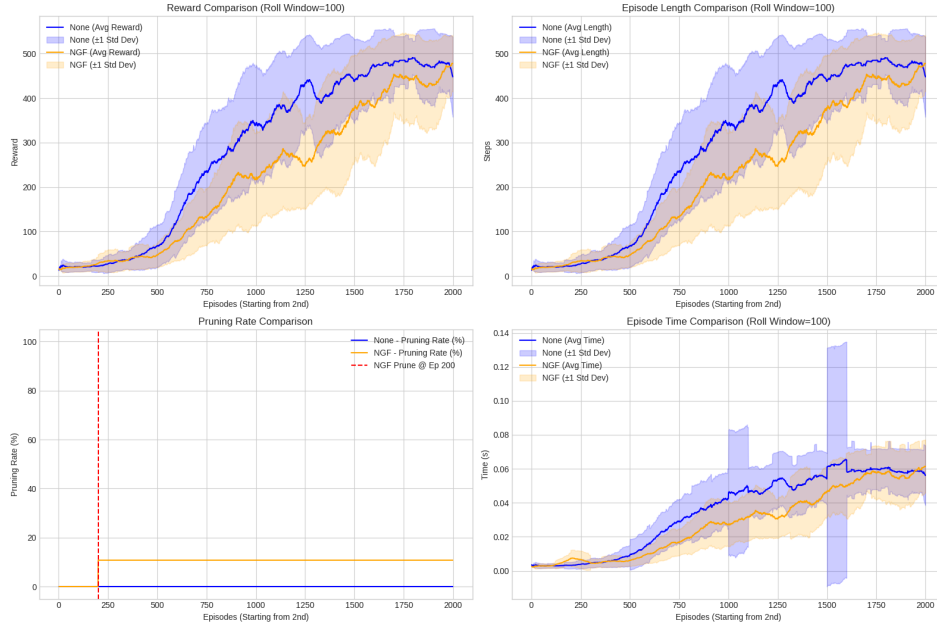 Reward Comparison (Roll Window=100)
None (Avg Reward)
None (±1 Std Dev)
NGF (Avg Reward)
NGF (±1 Std Dev)
Reward
500
400
300
200
100
0
0 250 500 750 1000 1250 1500 1750 2000
Episodes (Starting from 2nd)
Episode Length Comparison (Roll Window=100)
None (Avg Length)
None (±1 Std Dev)
NGF (Avg Length)
NGF (±1 Std Dev)
Steps
500
400
300
200
100
0
0 250 500 750 1000 1250 1500 1750 2000
Episodes (Starting from 2nd)
Pruning Rate Comparison
None - Pruning Rate (%)
NGF - Pruning Rate (%)
NGF Prune @ Ep 200
Pruning Rate (%)
100
80
60
40
20
0
0 250 500 750 1000 1250 1500 1750 2000
Episodes (Starting from 2nd)
Episode Time Comparison (Roll Window=100)
None (Avg Time)
None (±1 Std Dev)
NGF (Avg Time)
NGF (±1 Std Dev)
Time (s)
0.14
0.12
0.10
0.08
0.06
0.04
0.02
0.00
0 250 500 750 1000 1250 1500 1750 2000
Episodes (Starting from 2nd)